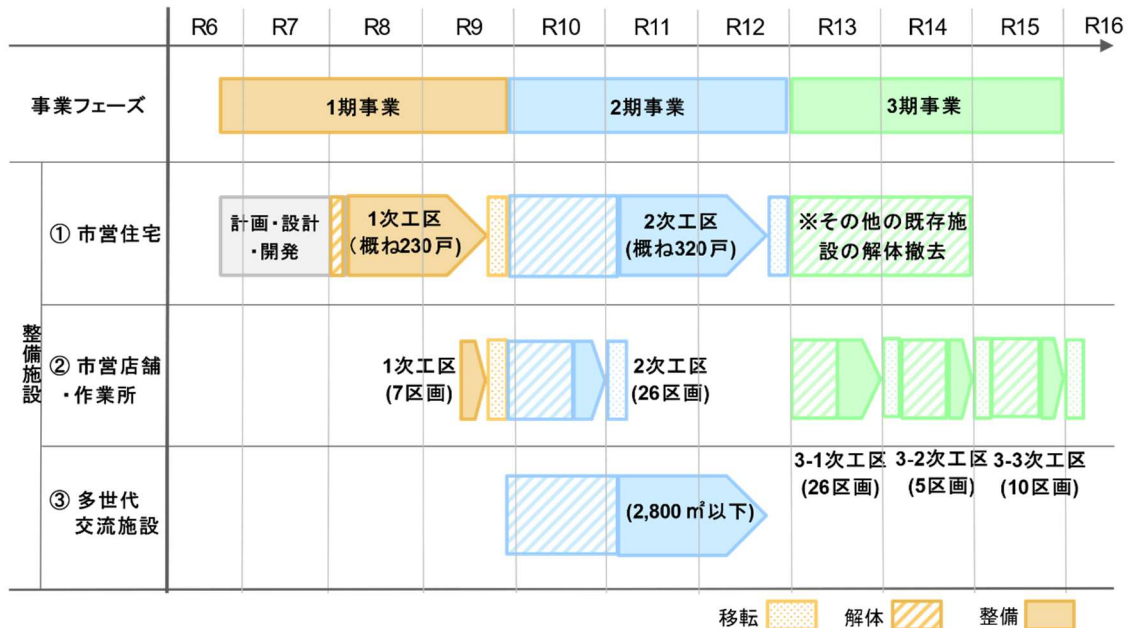 R6 R7 R8 R9 R10 R11 R12 R13 R14 R15 R16
事業フェーズ
1期事業
2期事業
3期事業
整備施設
① 市営住宅
計画・設計
・開発
1次工区
(概ね230戸)
2次工区
(概ね320戸)
※その他の既存施
設の解体撤去
② 市営店舗
・作業所
1次工区
(7区画)
2次工区
(26区画)
3-1次工区
(26区画)
3-2次工区
(5区画)
3-3次工区
(10区画)
③ 多世代
交流施設
(2,800㎡以下)
移転 解体 整備